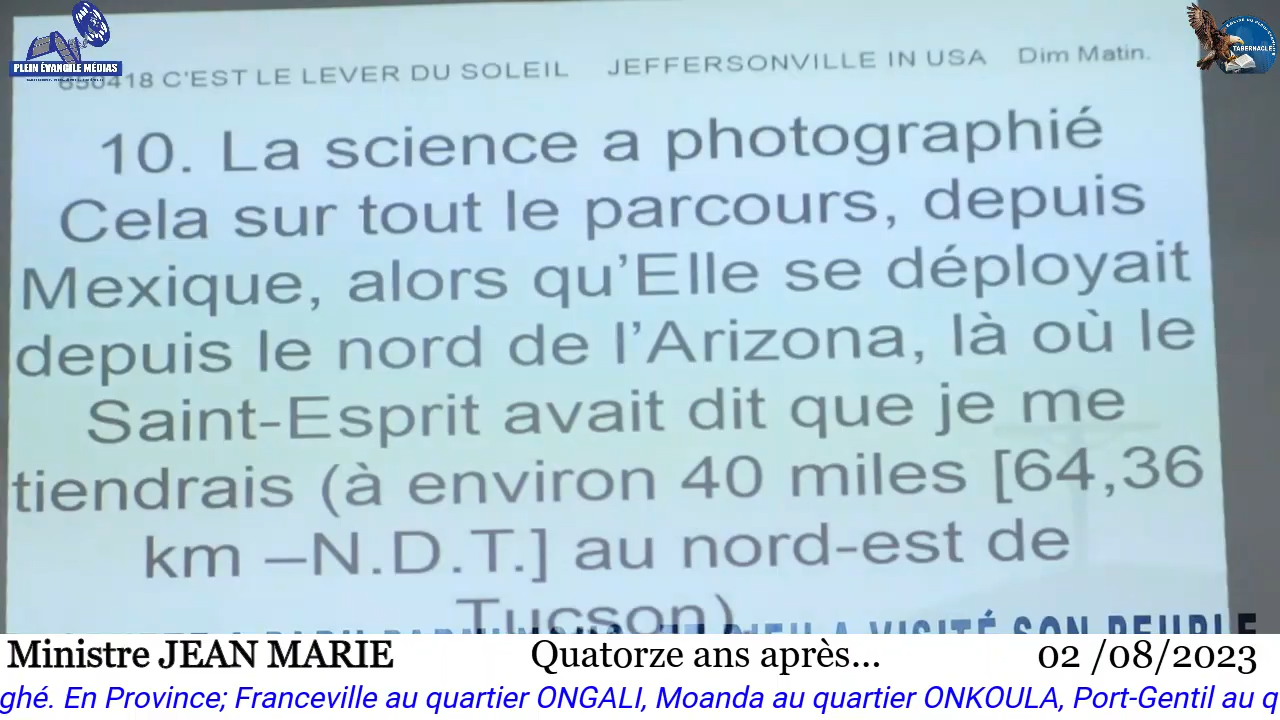 PLEIN ÉVANGILE MÉDIAS
TABERNACLE
650418 C'EST LE LEVER DU SOLEIL JEFFERSONVILLE IN USA Dim Matin.
10. La science a photographié
Cela sur tout le parcours, depuis
Mexique, alors qu'Elle se déployait
depuis le nord de l'Arizona, là où le
Saint-Esprit avait dit que je me
tiendrais (à environ 40 miles [64,36
km –N.D.T.] au nord-est de
Tucson)
DIEU A VISITÉ SON PEUPLE
Ministre JEAN MARIE Quatorze ans après... 02 /08/2023
ghé. En Province; Franceville au quartier ONGALI, Moanda au quartier ONKOULA, Port-Gentil au q